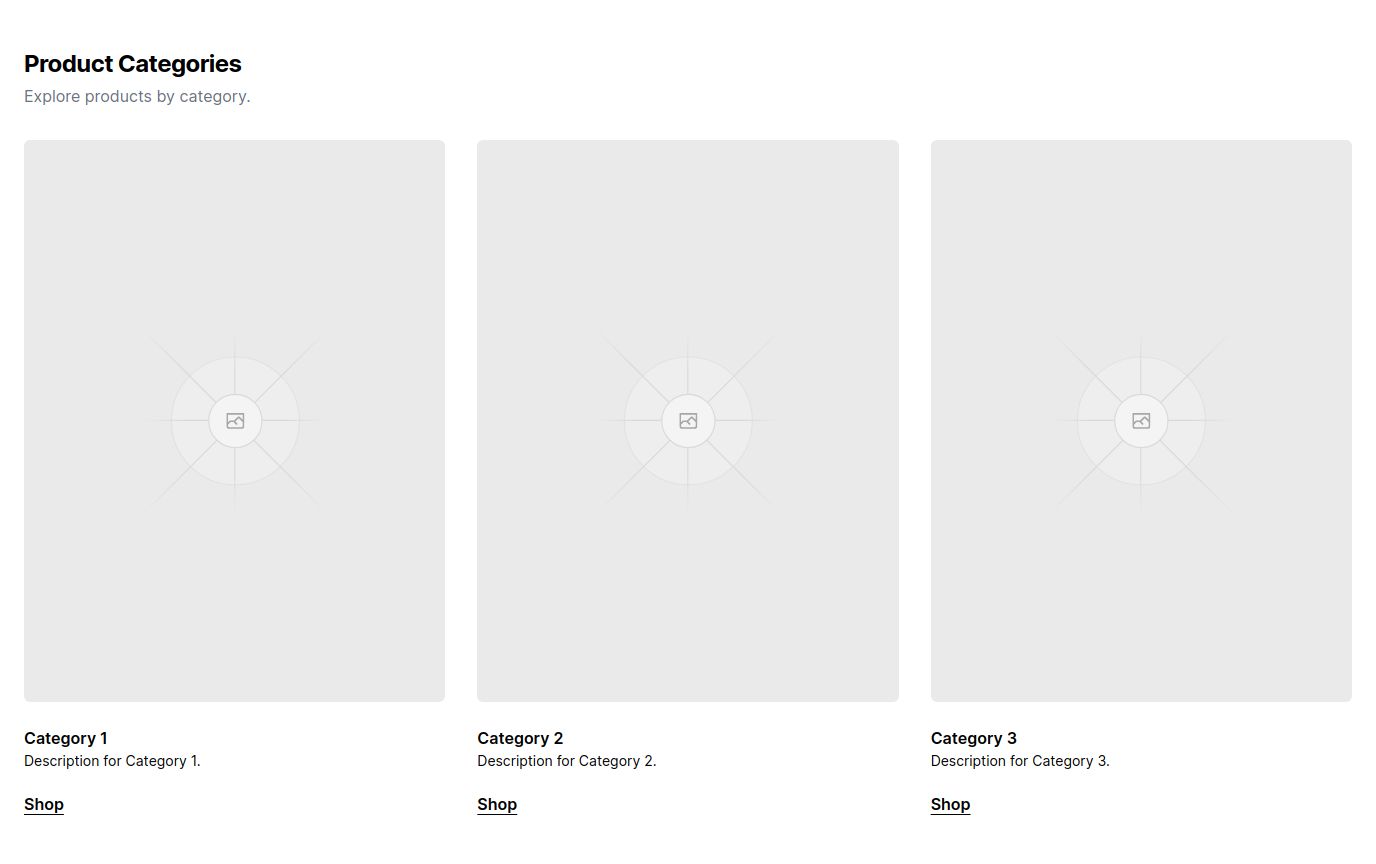 Product Categories
Explore products by category.
Category 1
Description for Category 1.
Shop
Category 2
Description for Category 2.
Shop
Category 3
Description for Category 3.
Shop